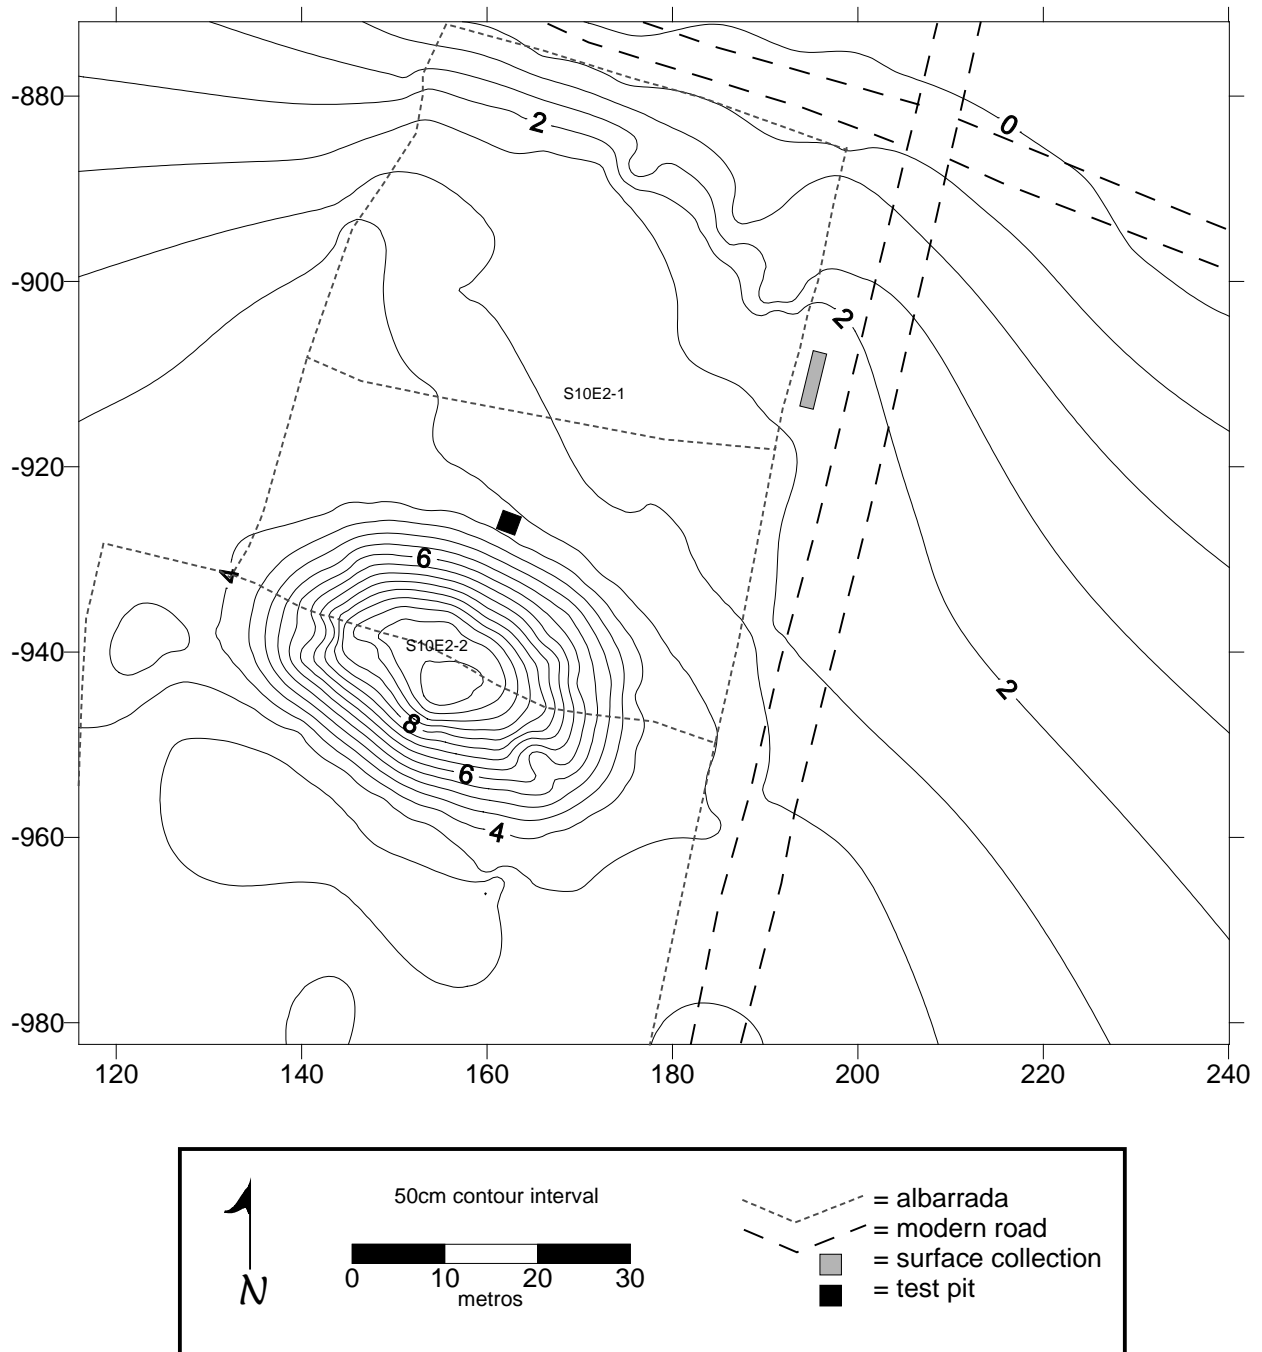 0
-880
2
-900
2
S10E2-1
-920
6
4
S10E2-2
-940
2
8
6
4
-960
-980
120 140 160 180 200 220 240
50cm contour interval
0 10 20 30
metros
N
= albarrada
= modern road
= surface collection
= test pit